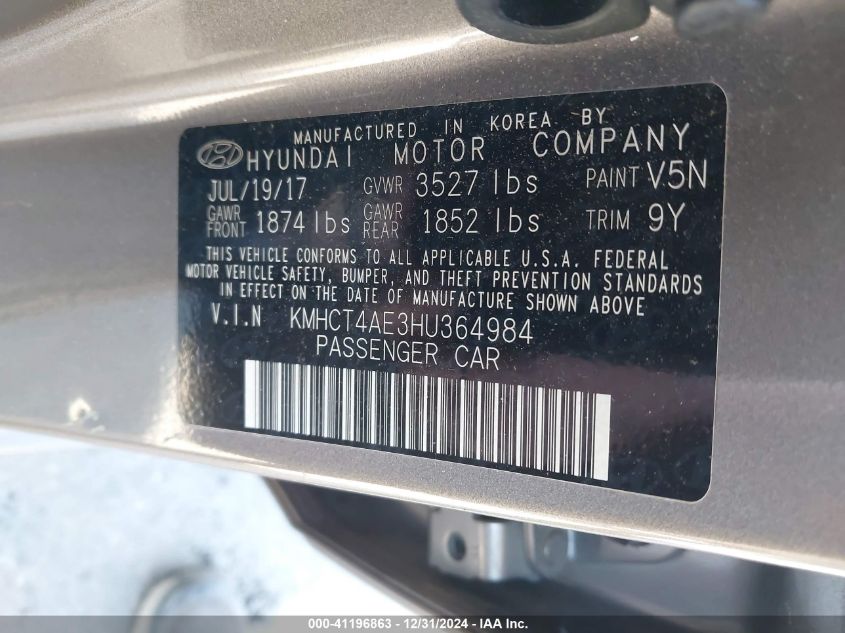 MANUFACTURED IN KOREA BY
HYUNDAI MOTOR COMPANY
JUL/19/17 GVWR 3527 lbs PAINT V5N
GAWR FRONT 1874 lbs GAWR REAR 1852 lbs TRIM 9Y
THIS VEHICLE CONFORMS TO ALL APPLICABLE U.S.A. FEDERAL
MOTOR VEHICLE SAFETY, BUMPER, AND THEFT PREVENTION STANDARDS
IN EFFECT ON THE DATE OF MANUFACTURE SHOWN ABOVE
V.I.N KMHCT4AE3HU364984
PASSENGER CAR
000-41196863 - 12/31/2024 - IAA Inc.